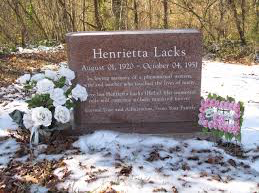 Henrietta Lacks
August 01, 1920 - October 04, 1951
In loving memory of a phenomenal woman,
wife and mother who touched the lives of many.
Here lies Henrietta Lacks (HeLa). Her immortal
cells will continue to help mankind forever.
Eternal Love and Admiration, From Your Family